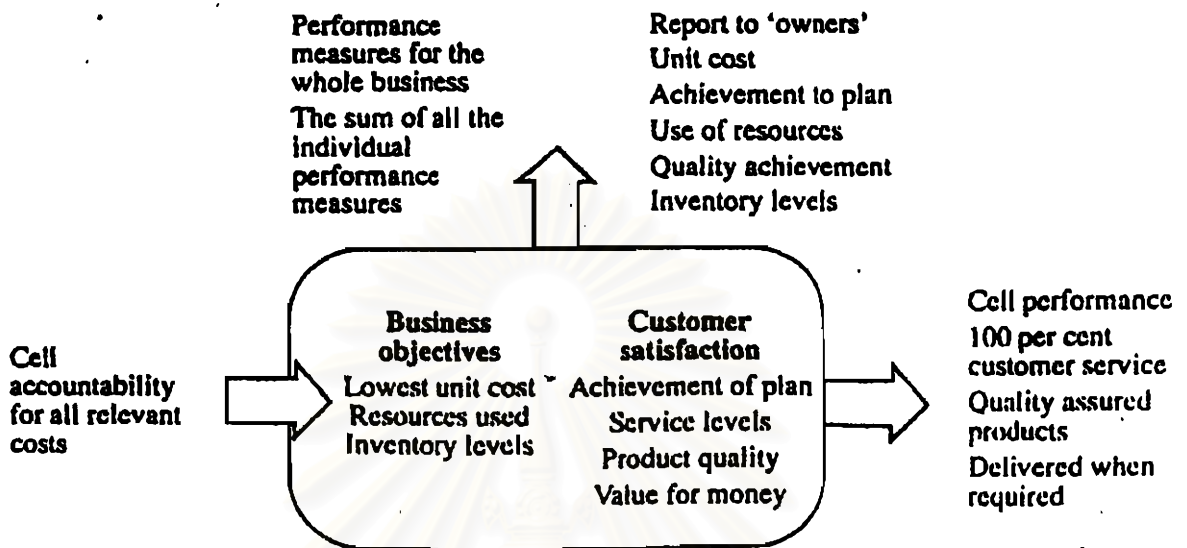 Performance
measures for the
whole business
The sum of all the
individual
performance
measures
Report to ‘owners’
Unit cost
Achievement to plan
Use of resources
Quality achievement
Inventory levels
Cell
accountability
for all relevant
costs
Business
objectives
Lowest unit cost
Resources used
Inventory levels
Customer
satisfaction
Achievement of plan
Service levels
Product quality
Value for money
Cell performance
100 per cent
customer service
Quality assured
products
Delivered when
required